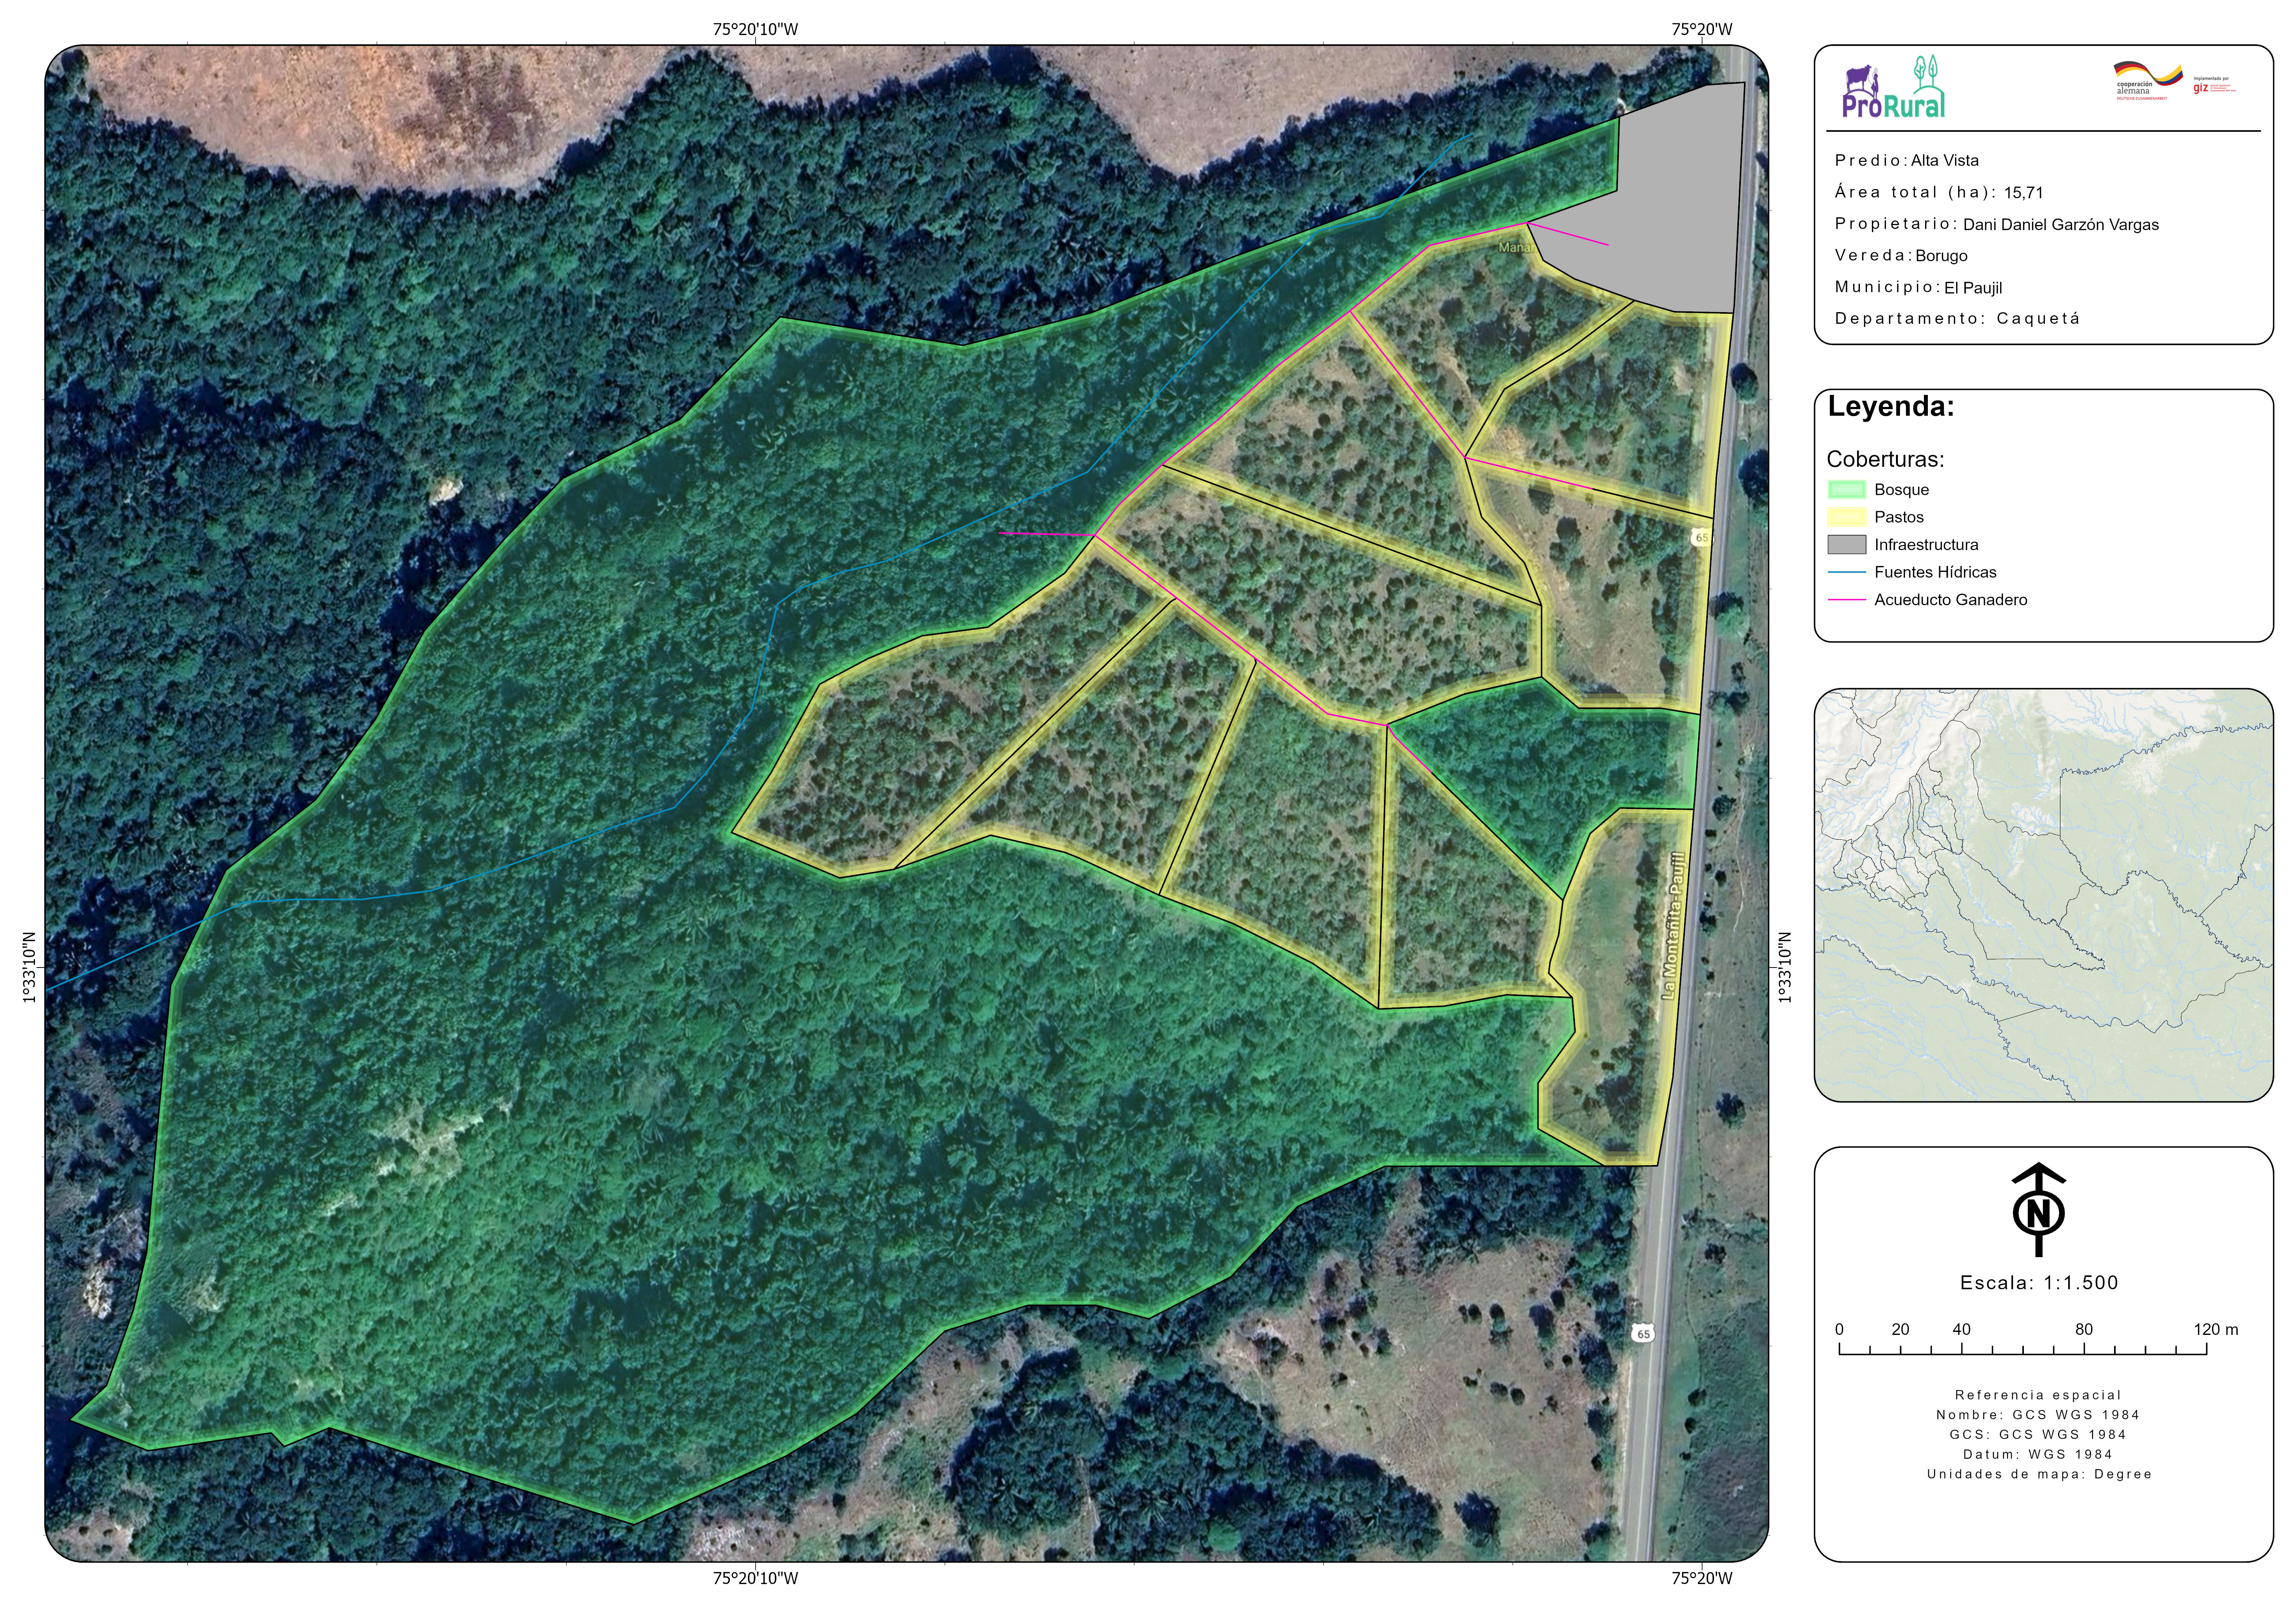 75°20'10"W
75°20'W
1°33'10"N
1°33'10"N
65
La Montañita-Paujil
65
75°20'10"W
75°20'W
ProRural
cooperación
alemana
DEUTSCHE ZUSAMMENARBEIT
Implementada por
giz
Predio: Alta Vista
Área total (ha): 15,71
Propietario: Dani Daniel Garzón Vargas
Vereda: Borugo
Municipio: El Paujil
Departamento: Caquetá
Leyenda:
Coberturas:
Bosque
Pastos
Infraestructura
Fuentes Hídricas
Acueducto Ganadero
N
Escala: 1:1.500
0 20 40 80 120 m
Referencia espacial
Nombre: GCS WGS 1984
GCS: GCS WGS 1984
Datum: WGS 1984
Unidades de mapa: Degree